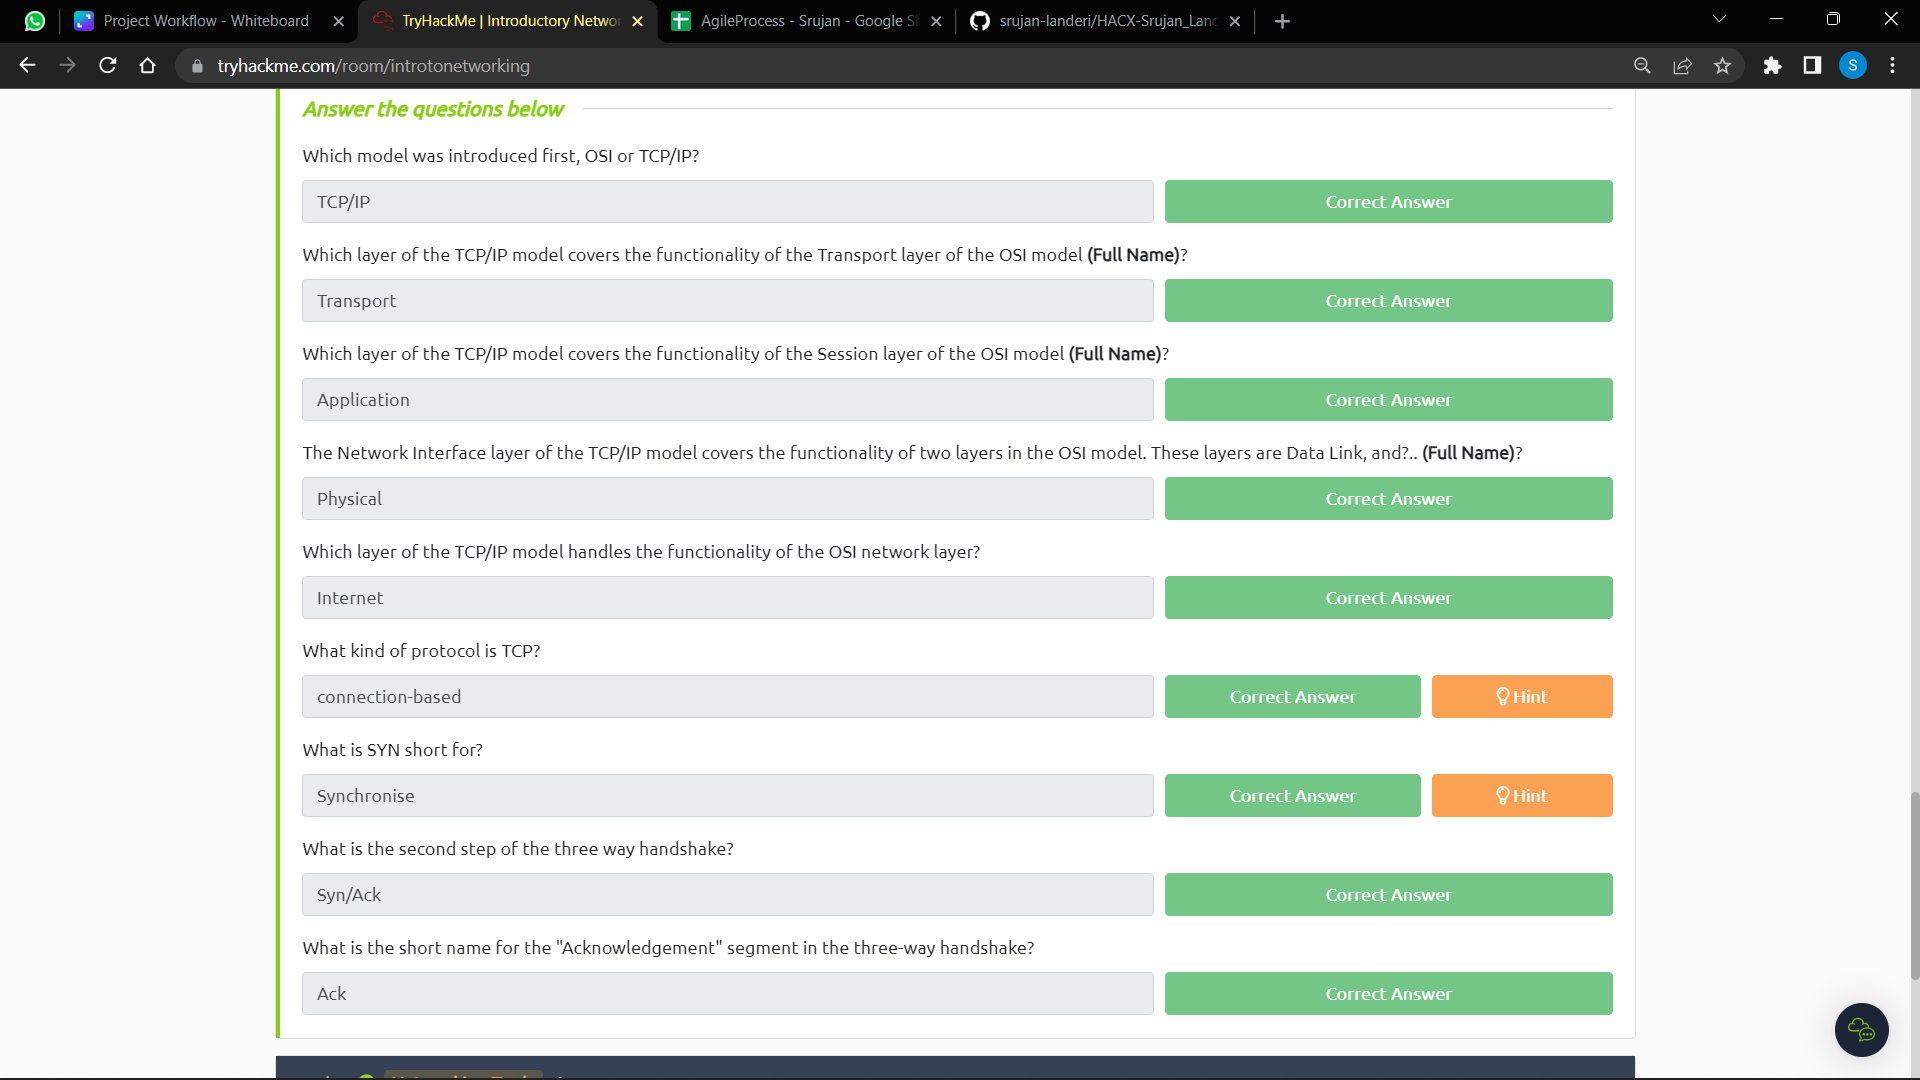 Project Workflow - Whiteboard
TryHackMe | Introductory Netwo
AgileProcess - Srujan - Google S
srujan-landeri/HACX-Srujan_Lan
tryhackme.com/room/introtonetworking
S
Answer the questions below
Which model was introduced first, OSI or TCP/IP?
TCP/IP
Correct Answer
Which layer of the TCP/IP model covers the functionality of the Transport layer of the OSI model (Full Name)?
Transport
Correct Answer
Which layer of the TCP/IP model covers the functionality of the Session layer of the OSI model (Full Name)?
Application
Correct Answer
The Network Interface layer of the TCP/IP model covers the functionality of two layers in the OSI model. These layers are Data Link, and?.. (Full Name)?
Physical
Correct Answer
Which layer of the TCP/IP model handles the functionality of the OSI network layer?
Internet
Correct Answer
What kind of protocol is TCP?
connection-based
Correct Answer
Hint
What is SYN short for?
Synchronise
Correct Answer
Hint
What is the second step of the three way handshake?
Syn/Ack
Correct Answer
What is the short name for the "Acknowledgement" segment in the three-way handshake?
Ack
Correct Answer